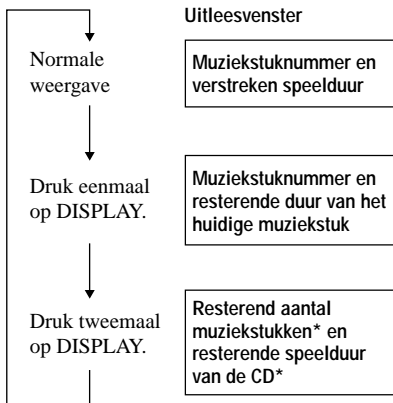 Uitleesvenster
Normale
weergave
Muziekstuknummer en
verstreken speelduur
Druk eenmaal
op DISPLAY.
Muziekstuknummer en
resterende duur van het
huidige muziekstuk
Druk tweemaal
op DISPLAY.
Resterend aantal
muziekstukken* en
resterende speelduur
van de CD*